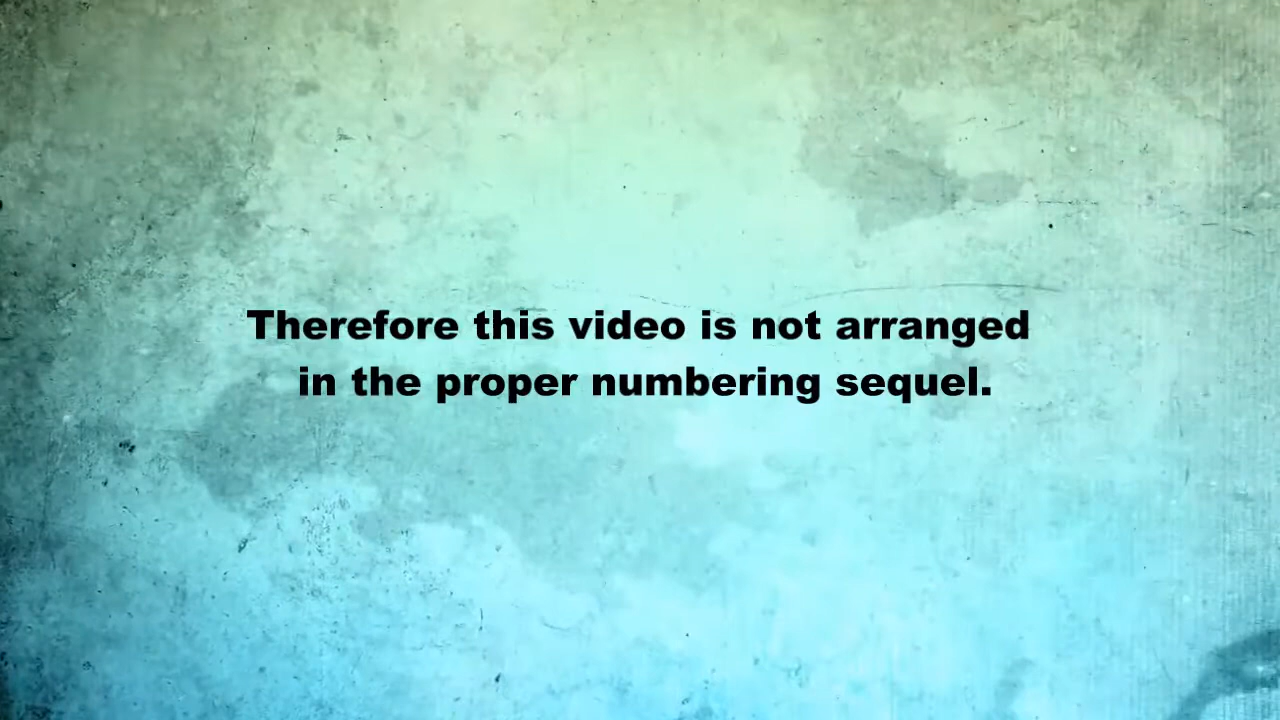 Therefore this video is not arranged
in the proper numbering sequel.